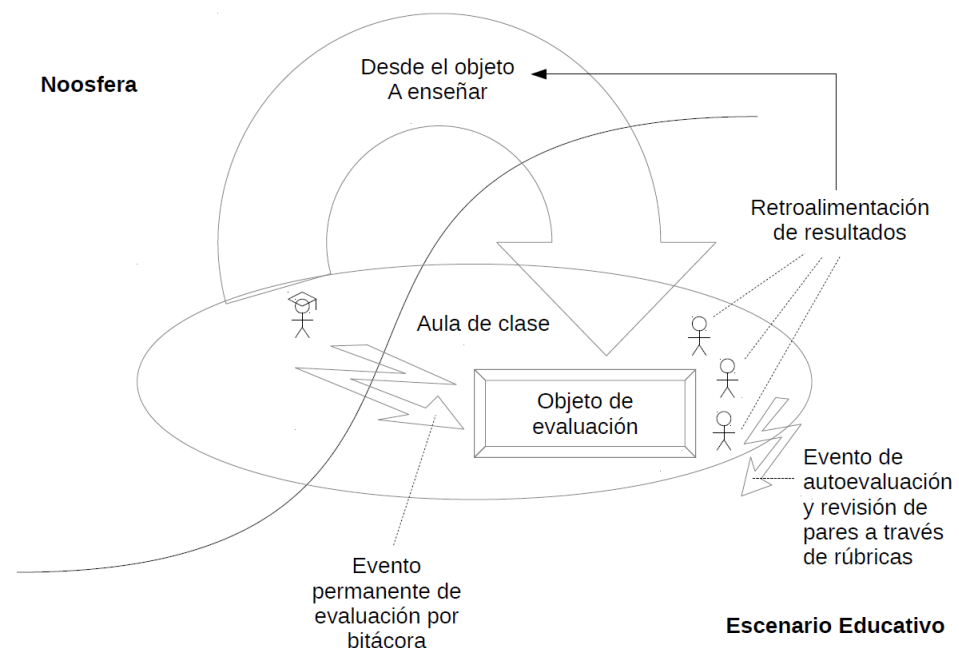 Noosfera
Desde el objeto
A enseñar
Retroalimentación
de resultados
Aula de clase
Objeto de
evaluación
Evento de
autoevaluación
y revisión de
pares a través
de rúbricas
Evento
permanente de
evaluación por
bitácora
Escenario Educativo